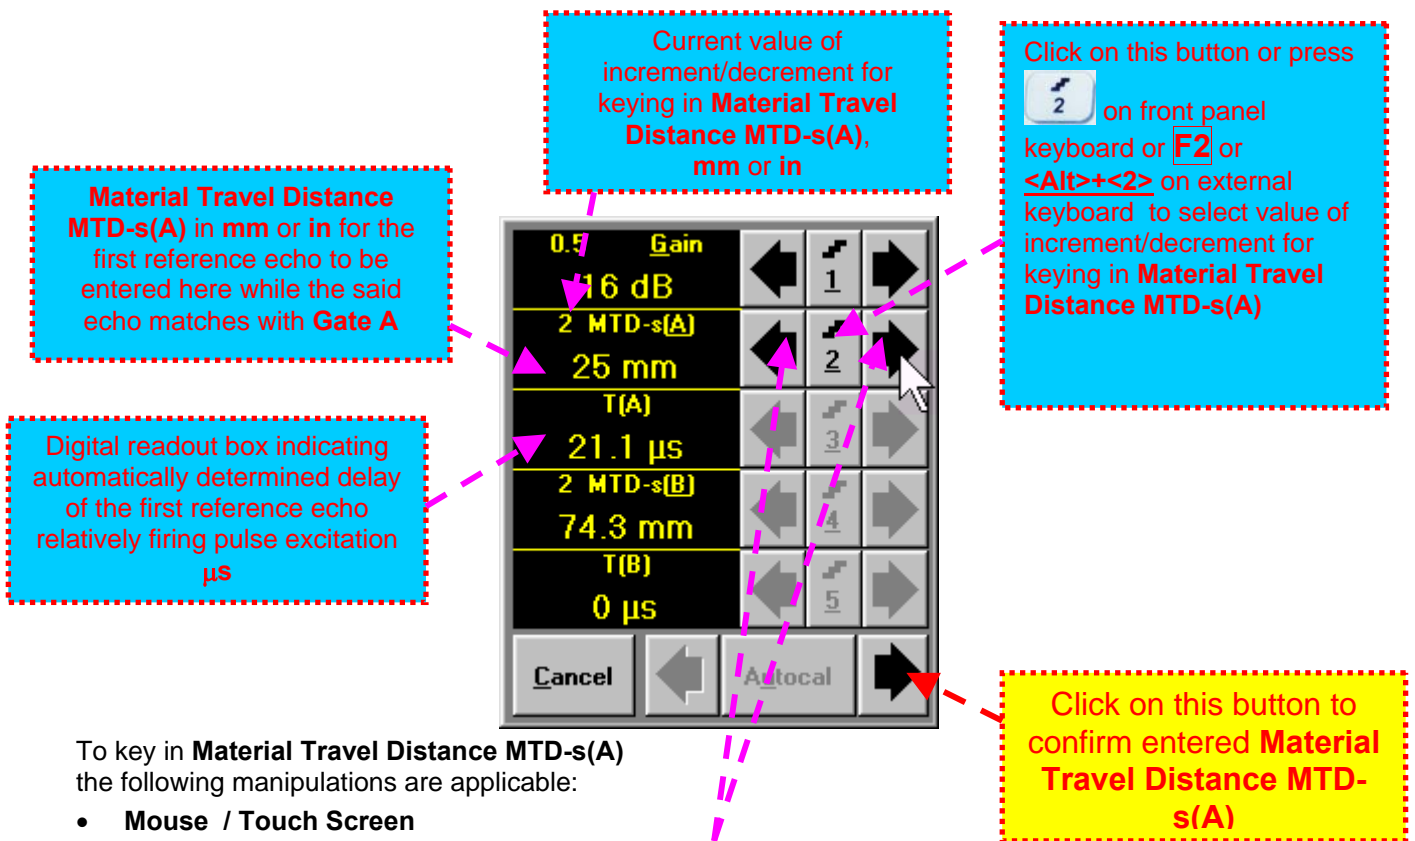 Current value of
increment/decrement for
keying in Material Travel
Distance MTD-s(A),
mm or in
Click on this button or press
2 on front panel
keyboard or F2 or
<Alt>+<2> on external
keyboard to select value of
increment/decrement for
keying in Material Travel
Distance MTD-s(A)
Material Travel Distance
MTD-s(A) in mm or in for the
first reference echo to be
entered here while the said
echo matches with Gate A
Digital readout box indicating
automatically determined delay
of the first reference echo
relatively firing pulse excitation
µs
0.5 Gain
16 dB
1
2 MTD-s(A)
25 mm
2
T(A)
21.1 µs
3
2 MTD-s(B)
74.3 mm
4
T(B)
0 µs
5
Cancel
Autocal
Click on this button to
confirm entered Material
Travel Distance MTD-
s(A)
To key in Material Travel Distance MTD-s(A)
the following manipulations are applicable:
• Mouse / Touch Screen